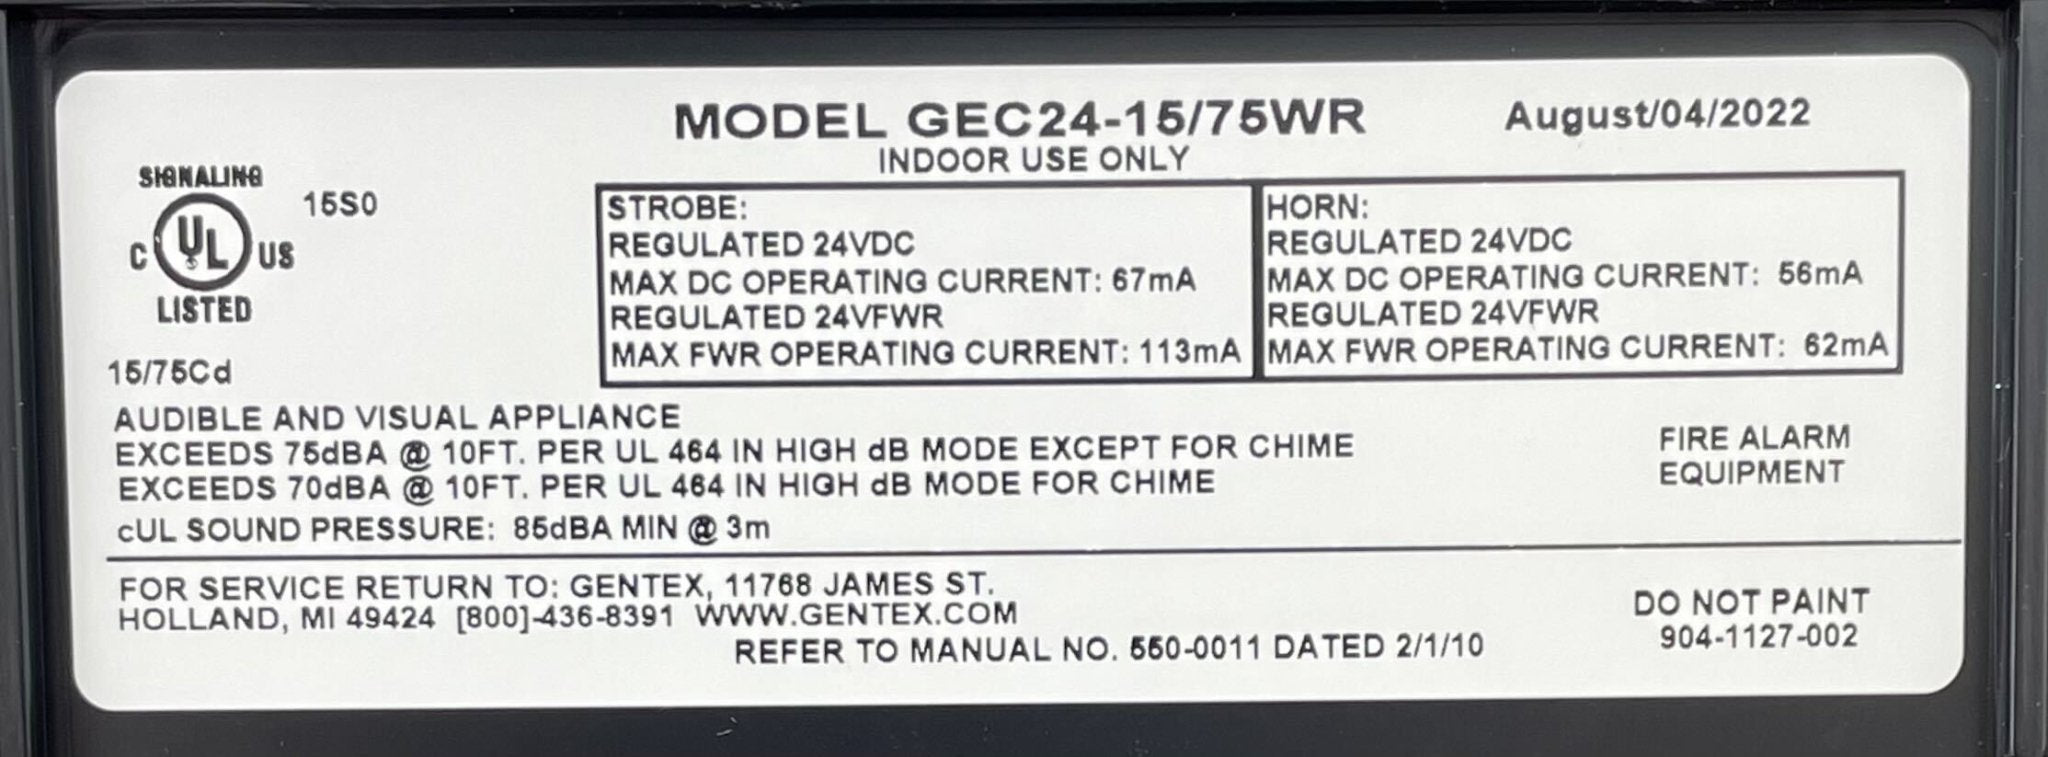 MODEL GEC24-15/75WR
August/04/2022
INDOOR USE ONLY
SIGNALING
15S0
C UL US
LISTED
15/75Cd
STROBE:
REGULATED 24VDC
MAX DC OPERATING CURRENT: 67mA
REGULATED 24VFWR
MAX FWR OPERATING CURRENT: 113mA
HORN:
REGULATED 24VDC
MAX DC OPERATING CURRENT: 56mA
REGULATED 24VFWR
MAX FWR OPERATING CURRENT: 62mA
AUDIBLE AND VISUAL APPLIANCE
EXCEEDS 75dBA @ 10FT. PER UL 464 IN HIGH dB MODE EXCEPT FOR CHIME
EXCEEDS 70dBA @ 10FT. PER UL 464 IN HIGH dB MODE FOR CHIME
cUL SOUND PRESSURE: 85dBA MIN @ 3m
FIRE ALARM
EQUIPMENT
FOR SERVICE RETURN TO: GENTEX, 11768 JAMES ST.
HOLLAND, MI 49424 [800]-436-8391 WWW.GENTEX.COM
REFER TO MANUAL NO. 550-0011 DATED 2/1/10
DO NOT PAINT
904-1127-002